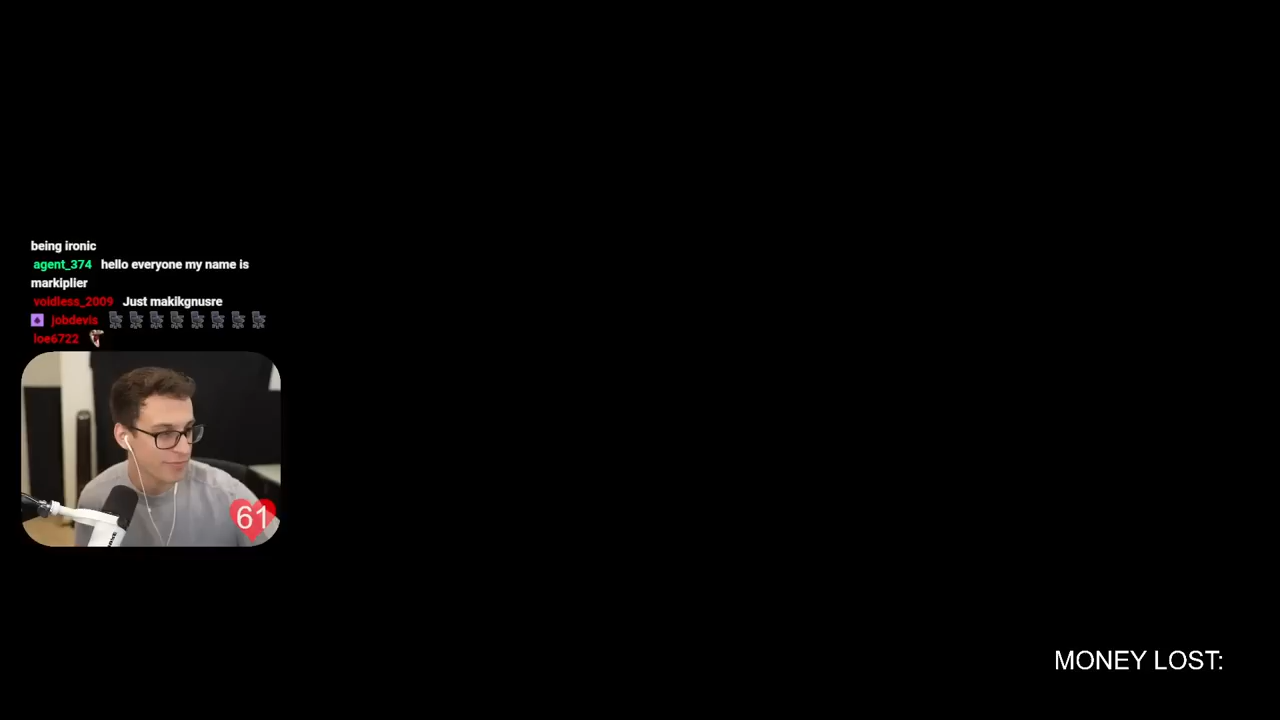 being ironic
agent_374 hello everyone my name is
markiplier
voidless_2009 Just makikgnusre
jobdevis
loe6722
61
MONEY LOST: